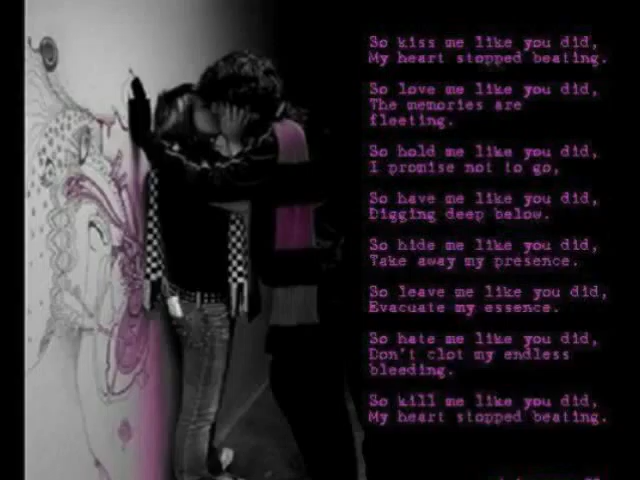 So kiss me like you did,
My heart stopped beating.
So love me like you did,
The memories are
fleeting.
So hold me like you did,
I promise not to go,
So have me like you did,
Digging deep below.
So hide me like you did,
Take away my presence.
So leave me like you did,
Evacuate my essence.
So hate me like you did,
Don't clot my endless
bleeding.
So kill me like you did,
My heart stopped beating.